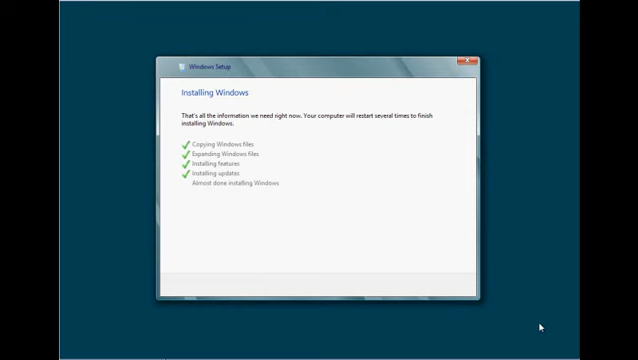 Windows Setup
Installing Windows
That's all the information we need right now. Your computer will restart several times to finish
installing Windows.
Copying Windows files
Expanding Windows files
Installing features
Installing updates
Almost done installing Windows